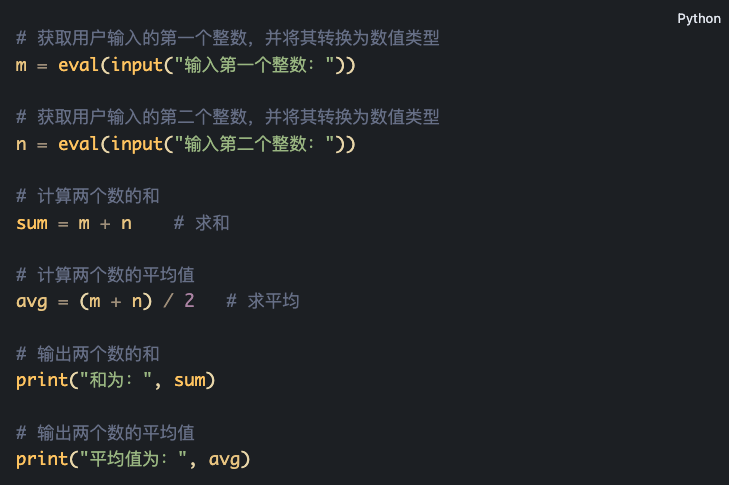 Python
# 获取用户输入的第一个整数，并将其转换为数值类型
m = eval(input("输入第一个整数："))
# 获取用户输入的第二个整数，并将其转换为数值类型
n = eval(input("输入第二个整数："))
# 计算两个数的和
sum = m + n    # 求和
# 计算两个数的平均值
avg = (m + n) / 2   # 求平均
# 输出两个数的和
print("和为：", sum)
# 输出两个数的平均值
print("平均值为：", avg)